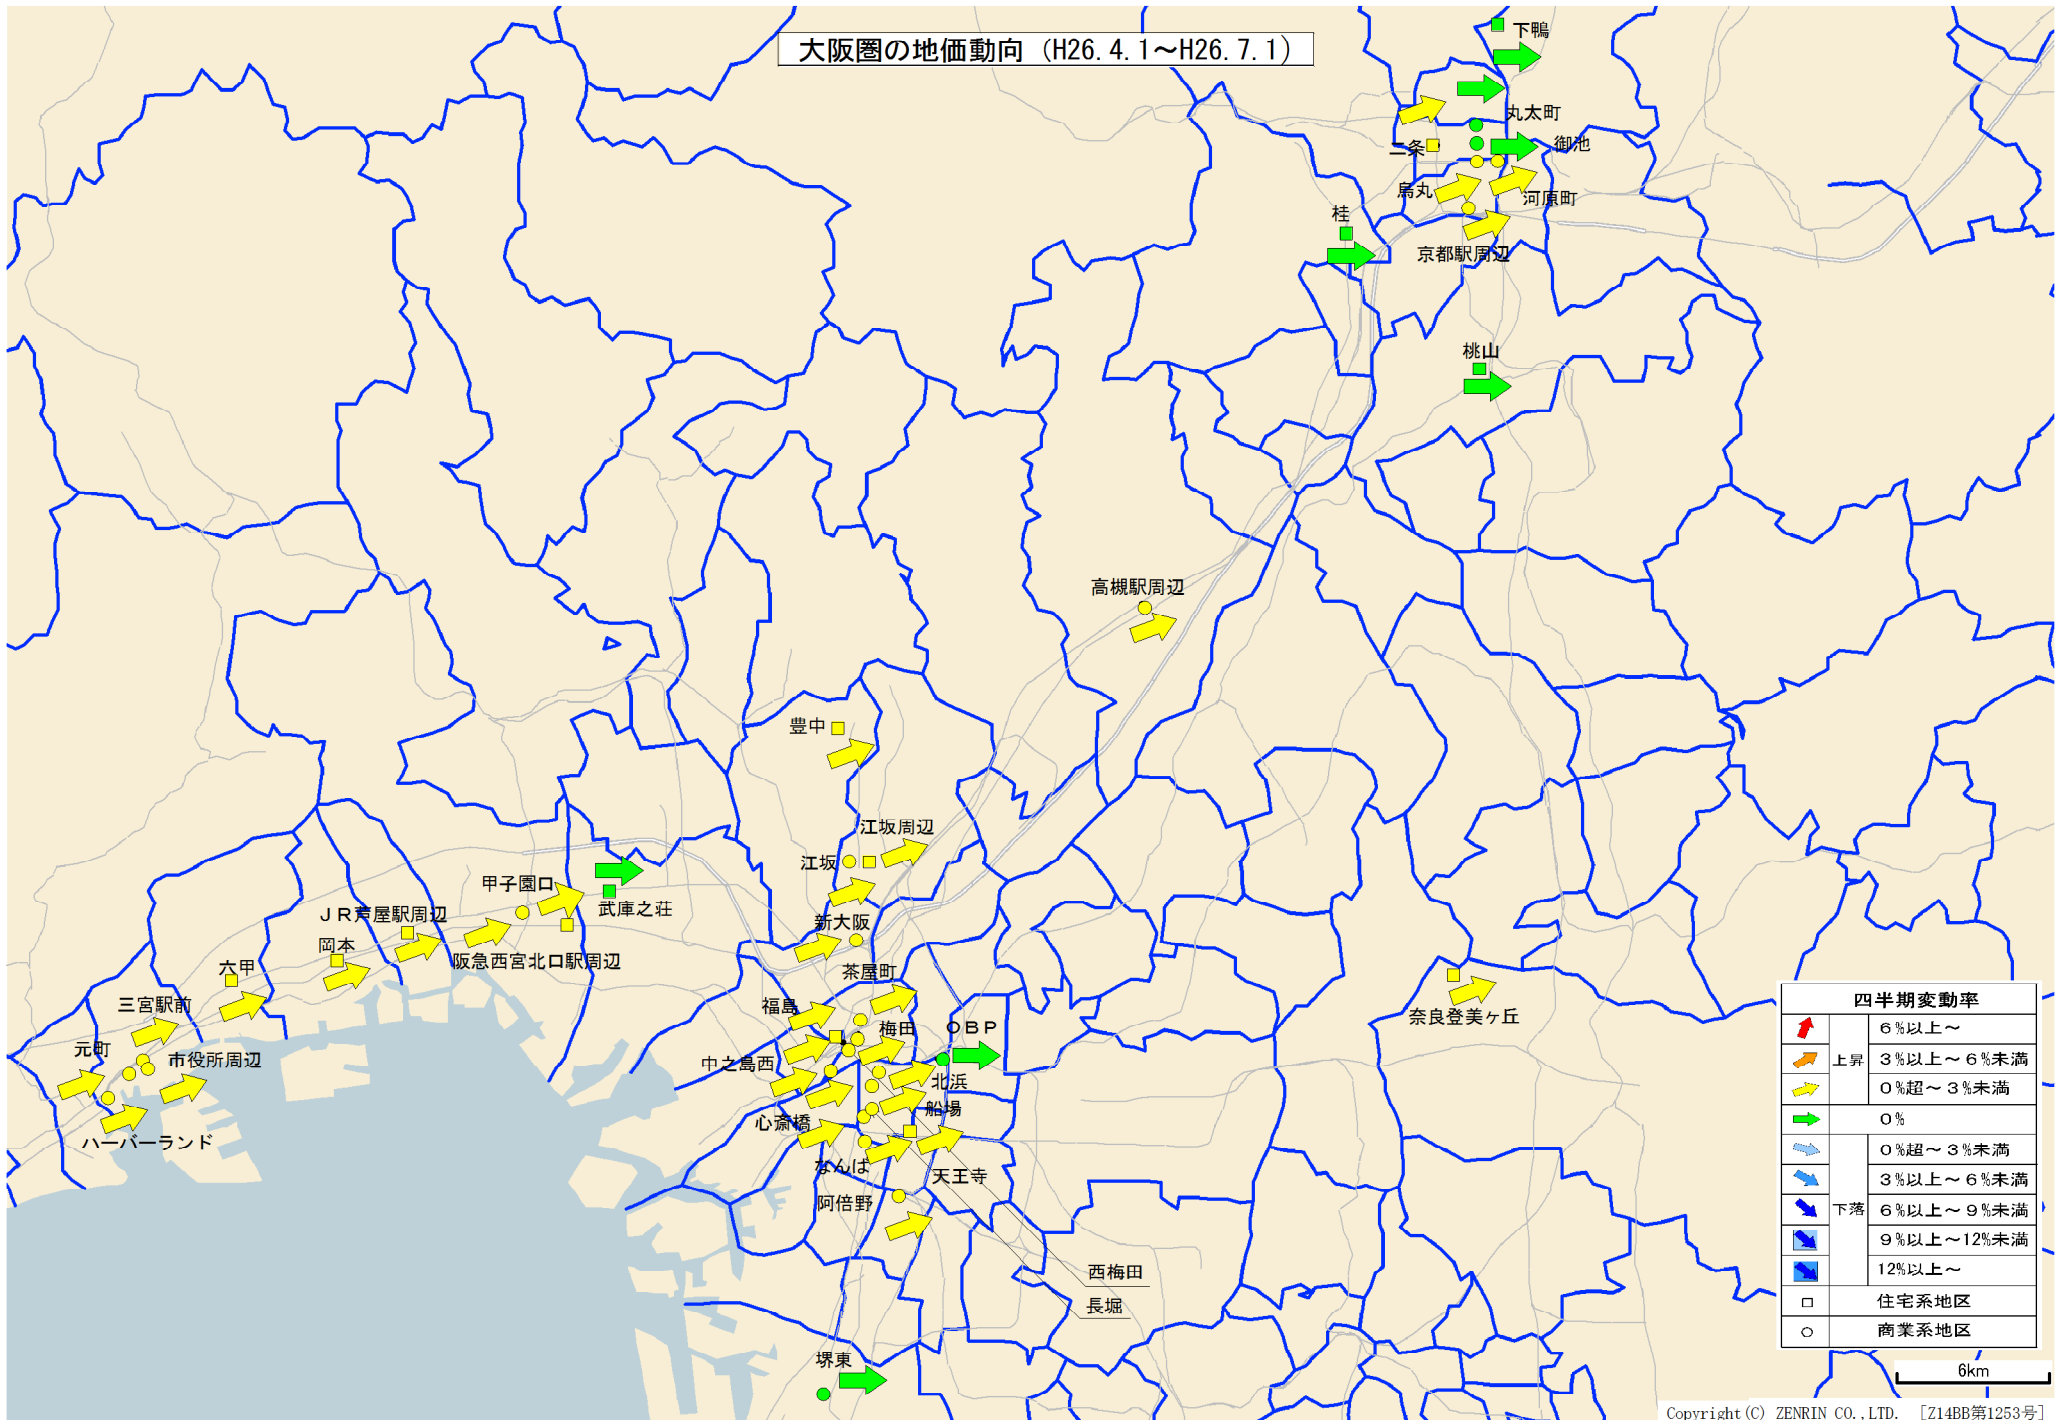 大阪圏の地価動向（H26.4.1～H26.7.1）
下鴨
丸太町
御池
二条
烏丸
河原町
桂
京都駅周辺
桃山
高槻駅周辺
豊中
江坂周辺
江坂
甲子園口
武庫之荘
ＪＲ芦屋駅周辺
新大阪
岡本
阪急西宮北口駅周辺
六甲
茶屋町
三宮駅前
福島
奈良登美ヶ丘
梅田
ＯＢＰ
元町
市役所周辺
中之島西
北浜
船場
心斎橋
ハーバーランド
なんば
天王寺
阿倍野
西梅田
長堀
堺東
四半期変動率
上昇
６%以上～
３%以上～６%未満
０%超～３%未満
０%
下落
０%超～３%未満
３%以上～６%未満
６%以上～９%未満
９%以上～12%未満
12%以上～
住宅系地区
商業系地区
6km
Copyright(C) ZENRIN CO.,LTD. [Z14BB第1253号]